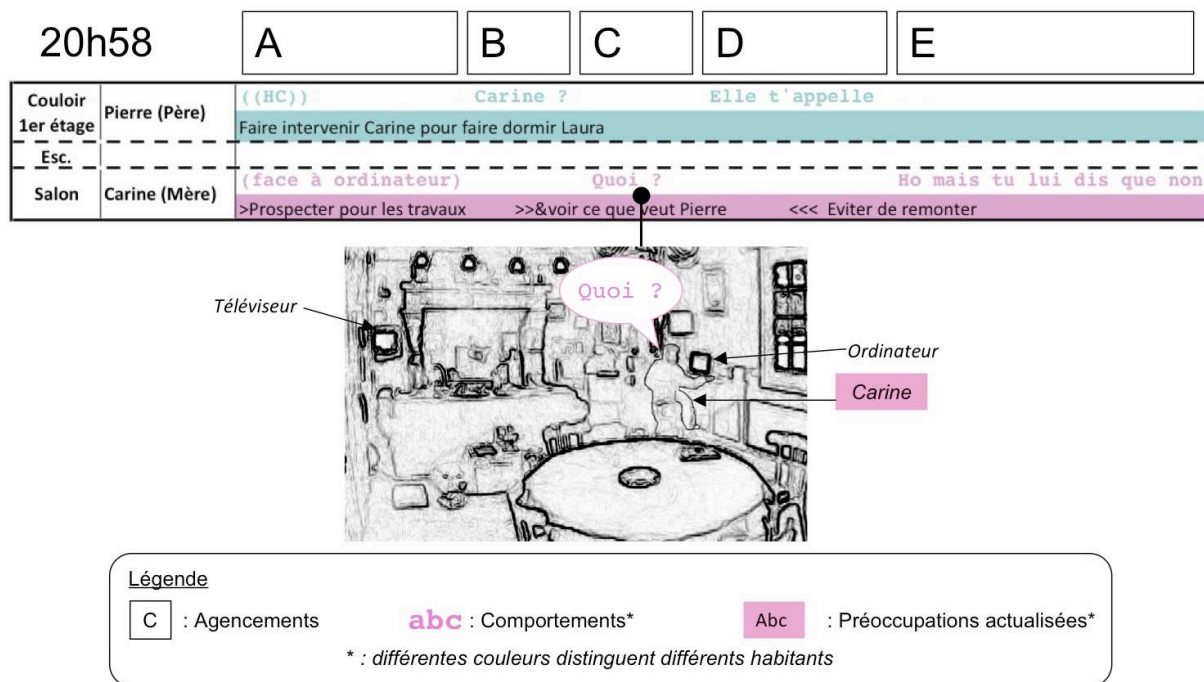 20h58 A B C D E
Couloir 1er étage Pierre (Père) ((HC)) Carine ? Elle t'appelle
Faire intervenir Carine pour faire dormir Laura
Esc.
Salon Carine (Mère) (face à ordinateur) Quoi ? Ho mais tu lui dis que non
>Prospecter pour les travaux >>&voir ce que veut Pierre <<< Eviter de remonter
Quoi ?
Téléviseur
Ordinateur
Carine
Légende
C : Agencements abc : Comportements* Abc : Préoccupations actualisées*
* : différentes couleurs distinguent différents habitants